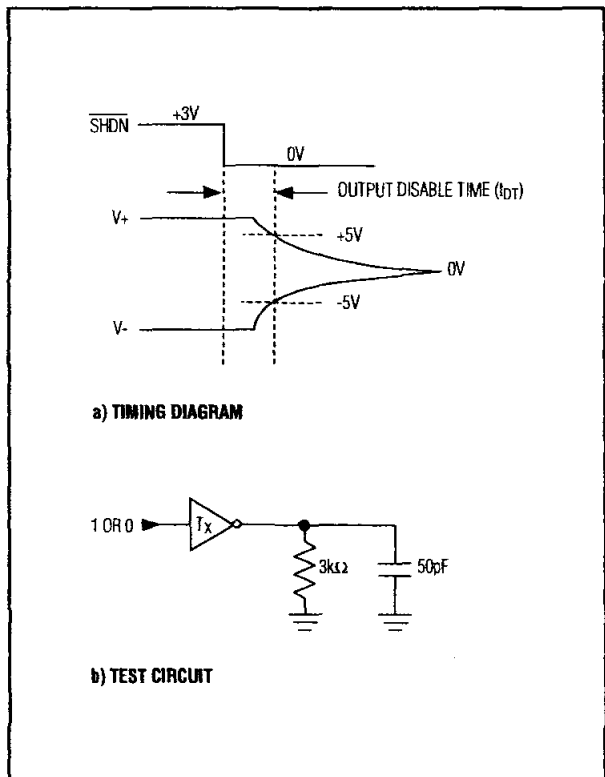 +3V
SHDN
0V
OUTPUT DISABLE TIME (tDT)
V+
+5V
0V
-5V
V-
a) TIMING DIAGRAM
1 OR 0
TX
3kΩ
50pF
b) TEST CIRCUIT